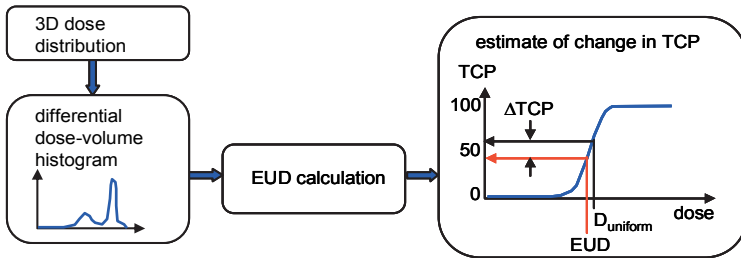 3D dose
distribution
differential
dose-volume
histogram
EUD calculation
estimate of change in TCP
TCP
100
ΔTCP
50
0
D_uniform
dose
EUD